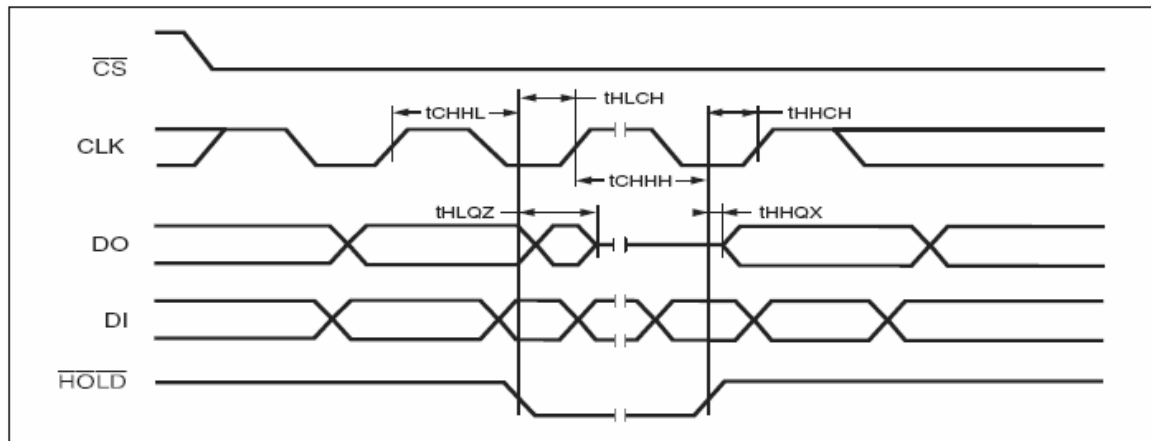 CS
tHLCH
tHHCH
tCHHL
CLK
tCHHH
tHLQZ
tHHQX
DO
DI
HOLD